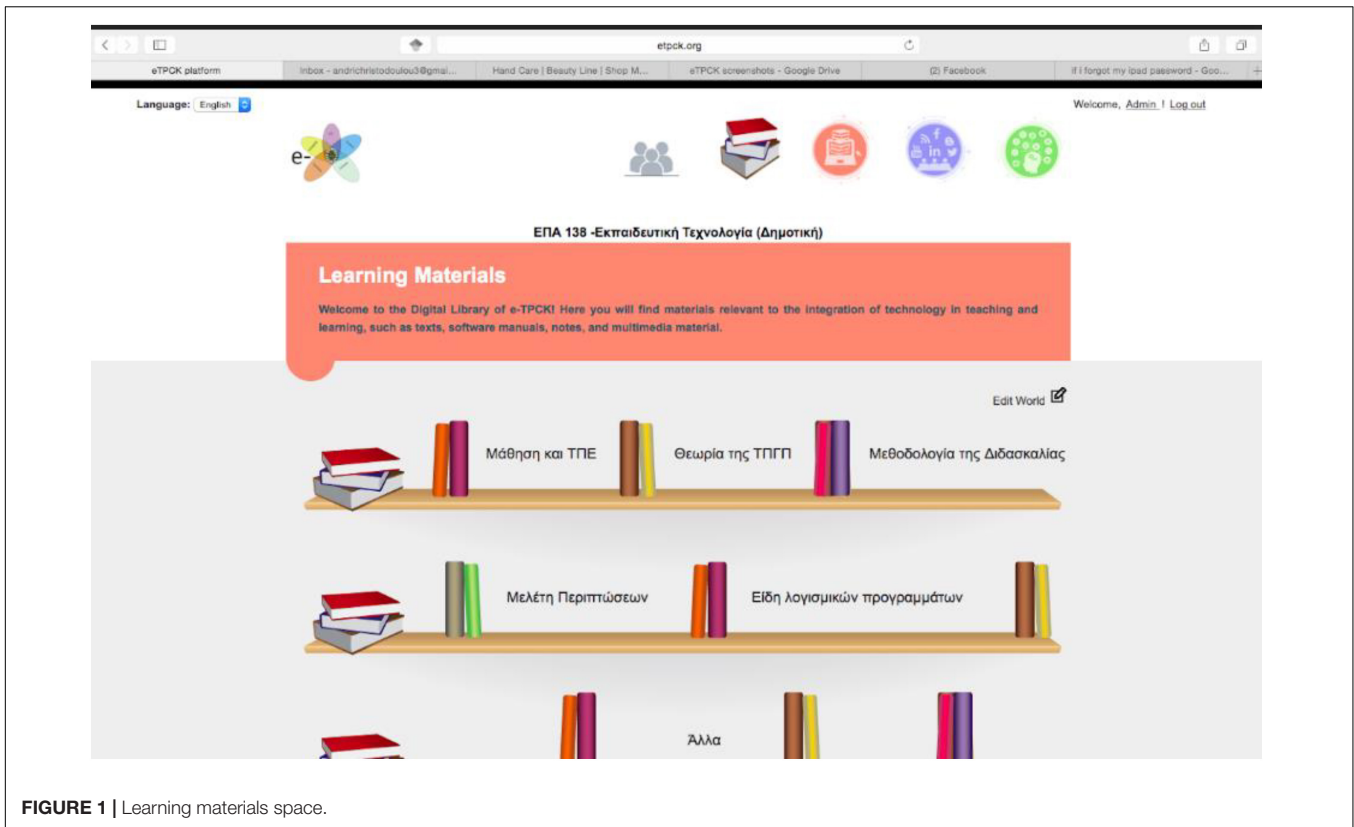 etpck.org
eTPCK platform
Inbox - andrichristodoulou3@gmai...
Hand Care | Beauty Line | Shop M...
eTPCK screenshots - Google Drive
(2) Facebook
if i forgot my ipad password - Goo...
Language: English
Welcome, Admin ! Log out
e-
ΕΠΑ 138 -Εκπαιδευτική Τεχνολογία (Δημοτική)
Learning Materials
Welcome to the Digital Library of e-TPCK! Here you will find materials relevant to the integration of technology in teaching and
learning, such as texts, software manuals, notes, and multimedia material.
Edit World
Μάθηση και ΤΠΕ
Θεωρία της ΤΠΓΠ
Μεθοδολογία της Διδασκαλίας
Μελέτη Περιπτώσεων
Είδη λογισμικών προγραμμάτων
Άλλα
FIGURE 1 | Learning materials space.